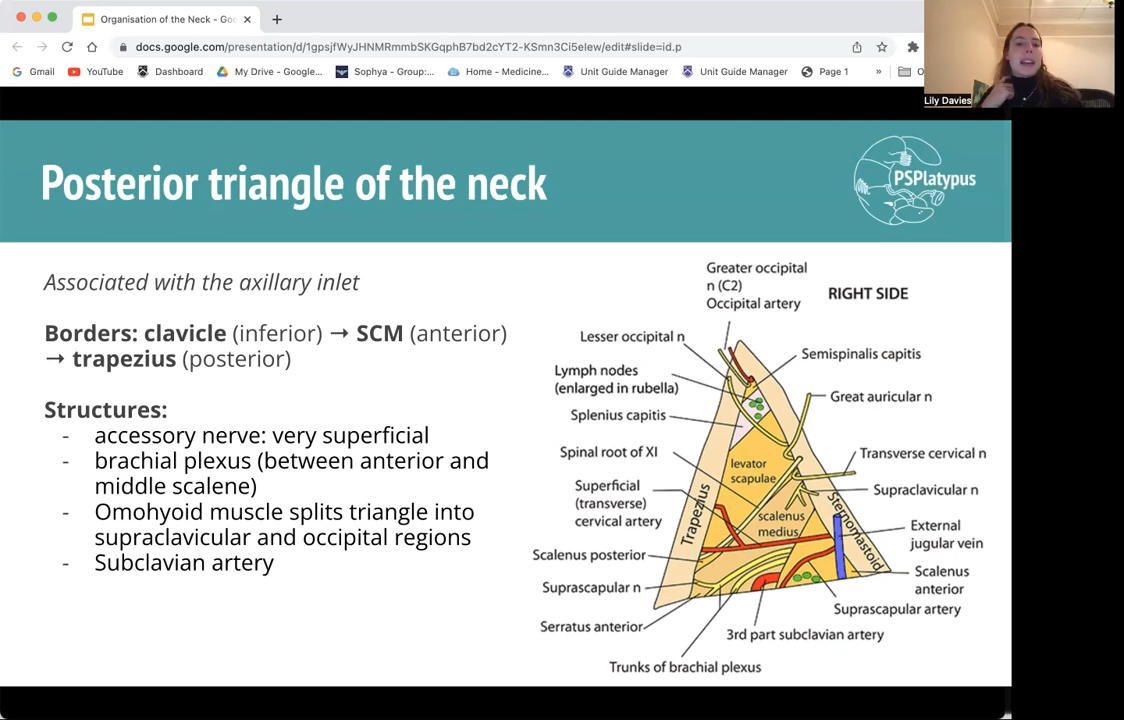 Organisation of the Neck - Goo
docs.google.com/presentation/d/1gpsjfWyJHNMRmmbSKGqphB7bd2cYT2-KSmn3Ci5elew/edit#slide=id.p
Gmail
YouTube
Dashboard
My Drive - Google...
Sophya - Group:...
Home - Medicine...
Unit Guide Manager
Unit Guide Manager
Page 1
»
O
Lily Davies
Posterior triangle of the neck
PSPlatypus
Associated with the axillary inlet
Borders: clavicle (inferior) → SCM (anterior)
→ trapezius (posterior)
Structures:
- accessory nerve: very superficial
- brachial plexus (between anterior and
middle scalene)
- Omohyoid muscle splits triangle into
supraclavicular and occipital regions
- Subclavian artery
Greater occipital
n (C2)
Occipital artery
RIGHT SIDE
Lesser occipital n
Semispinalis capitis
Lymph nodes
(enlarged in rubella)
Great auricular n
Splenius capitis
Spinal root of XI
Transverse cervical n
levator
scapulae
Superficial
(transverse)
cervical artery
Supraclavicular n
Trapezius
Sternomastoid
scalenus
medius
External
jugular vein
Scalenus posterior
Scalenus
anterior
Suprascapular n
Suprascapular artery
Serratus anterior
3rd part subclavian artery
Trunks of brachial plexus